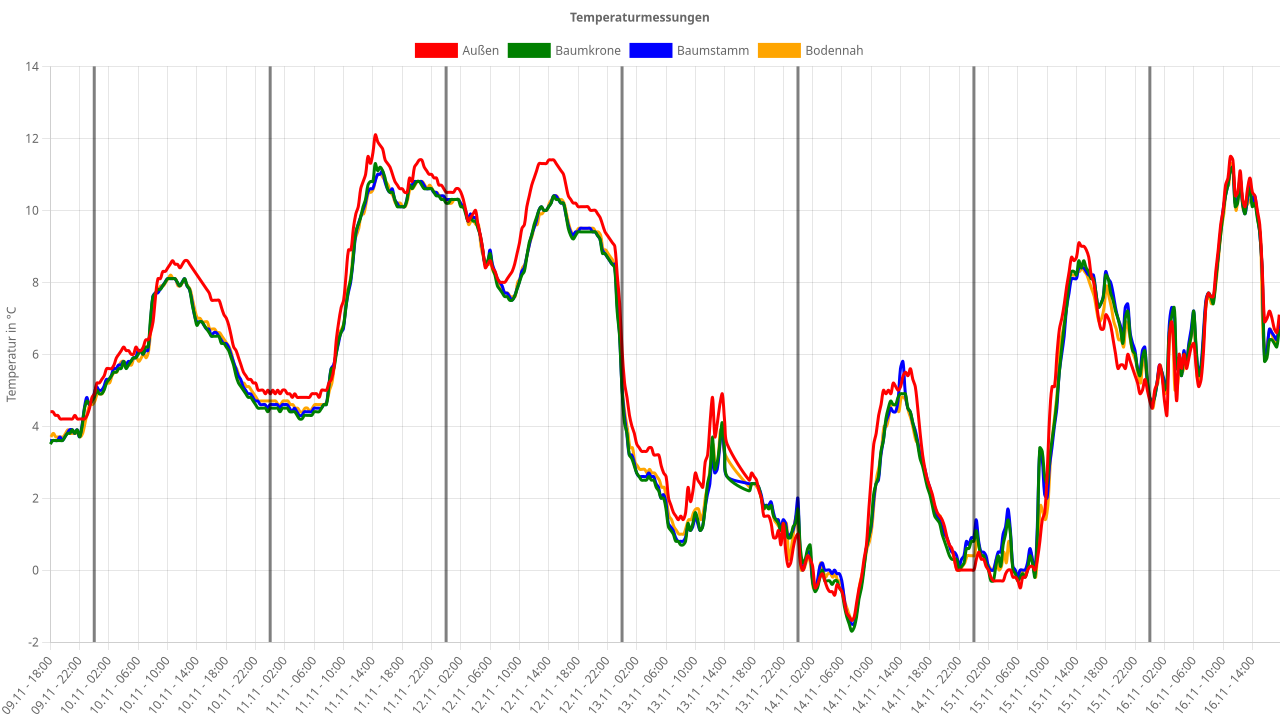 Temperaturmessungen
Außen Baumkrone Baumstamm Bodennah
Temperatur in °C
14
12
10
8
6
4
2
0
-2
09.11 - 18:00
09.11 - 22:00
10.11 - 02:00
10.11 - 06:00
10.11 - 10:00
10.11 - 14:00
10.11 - 18:00
10.11 - 22:00
11.11 - 02:00
11.11 - 06:00
11.11 - 10:00
11.11 - 14:00
11.11 - 18:00
11.11 - 22:00
12.11 - 02:00
12.11 - 06:00
12.11 - 10:00
12.11 - 14:00
12.11 - 18:00
12.11 - 22:00
13.11 - 02:00
13.11 - 06:00
13.11 - 10:00
13.11 - 14:00
13.11 - 18:00
13.11 - 22:00
14.11 - 02:00
14.11 - 06:00
14.11 - 10:00
14.11 - 14:00
14.11 - 18:00
14.11 - 22:00
15.11 - 02:00
15.11 - 06:00
15.11 - 10:00
15.11 - 14:00
15.11 - 18:00
15.11 - 22:00
16.11 - 02:00
16.11 - 06:00
16.11 - 10:00
16.11 - 14:00